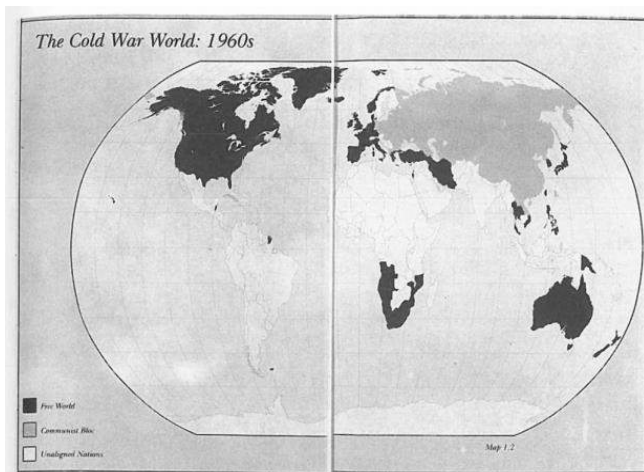 The Cold War World: 1960s
Free World
Communist Bloc
Unaligned Nations
Map 1.2